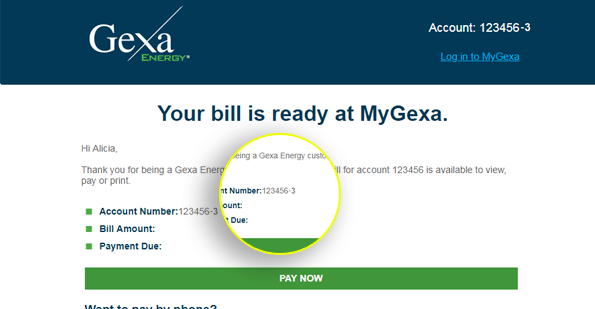 Gexa
ENERGY®
Account: 123456-3
Log in to MyGexa
Your bill is ready at MyGexa.
Hi Alicia,
Thank you for being a Gexa Energ being a Gexa Energy custo ill for account 123456 is available to view,
pay or print.
Account Number:123456-3 nt Number:123456-3
Bill Amount: ount:
Payment Due: t Due:
PAY NOW
Want to pay by phone?